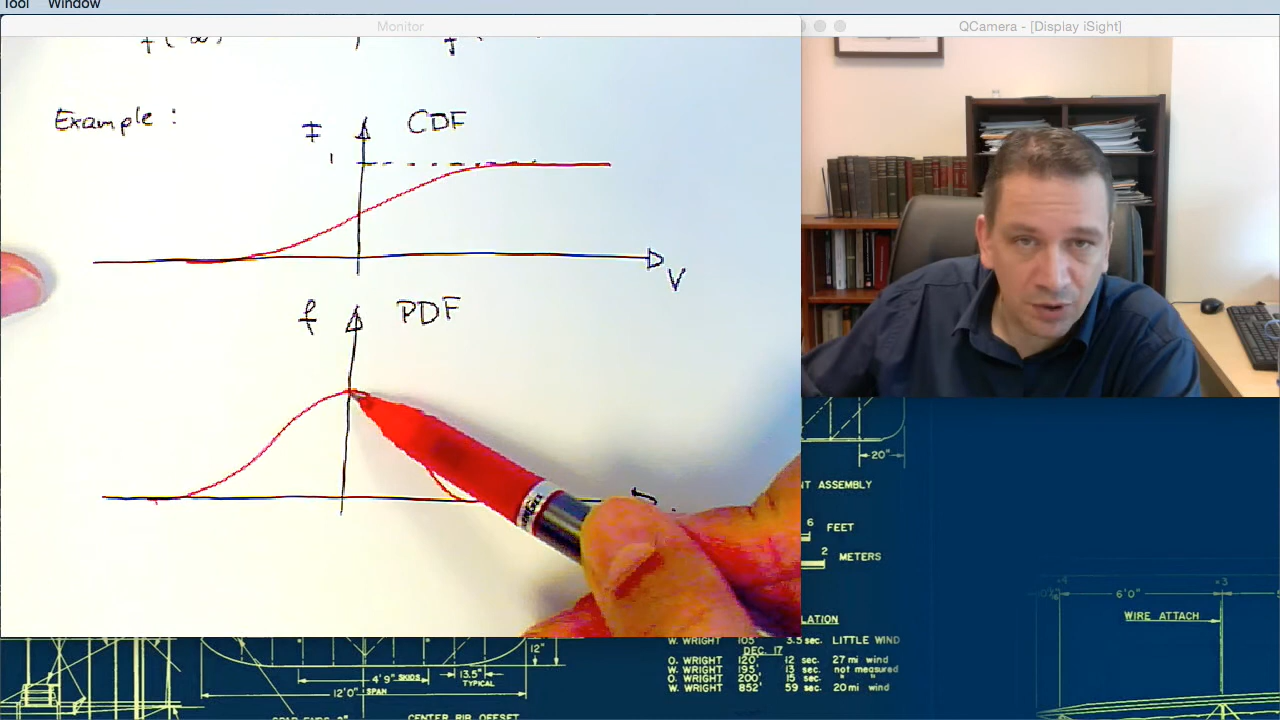 Tool Window
Monitor
QCamera - [Display iSight]
f(∞)
Example :
F CDF
1
V
f PDF
20"
NT ASSEMBLY
6 FEET
2 METERS
6'0"
WIRE ATTACH
LATION
W. WRIGHT 105' 3.5 sec. LITTLE WIND
DEC. 17
O. WRIGHT 120' 12 sec. 27 mi wind
W. WRIGHT 195' 13 sec. not measured
O. WRIGHT 200' 15 sec. " "
W. WRIGHT 852' 59 sec. 20 mi wind
12"
4'9" SKIDS
13.5"
TYPICAL
12'0" SPAN
CENTER RIB OFFSET